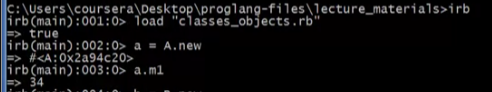 C:\Users\coursera\Desktop\proglang-files\lecture_materials>irb
irb(main):001:0> load "classes_objects.rb"
=> true
irb(main):002:0> a = A.new
=> #<A:0x2a94c20>
irb(main):003:0> a.m1
=> 34